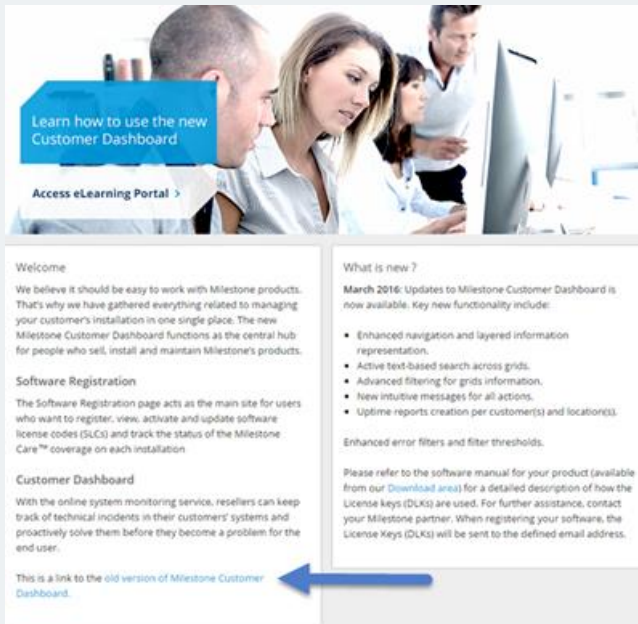 Learn how to use the new
Customer Dashboard
Access eLearning Portal >
Welcome
We believe it should be easy to work with Milestone products.
That's why we have gathered everything related to managing
your customer's installation in one single place. The new
Milestone Customer Dashboard functions as the central hub
for people who sell, install and maintain Milestone's products.
Software Registration
The Software Registration page acts as the main site for users
who want to register, view, activate and update software
license codes (SLCs) and track the status of the Milestone
Care™ coverage on each installation
Customer Dashboard
With the online system monitoring service, resellers can keep
track of technical incidents in their customers' systems and
proactively solve them before they become a problem for the
end user.
This is a link to the old version of Milestone Customer
Dashboard.
What is new ?
March 2016: Updates to Milestone Customer Dashboard is
now available. Key new functionality include:
• Enhanced navigation and layered information
representation.
• Active text-based search across grids.
• Advanced filtering for grids information.
• New intuitive messages for all actions.
• Uptime reports creation per customer(s) and location(s).
Enhanced error filters and filter thresholds.
Please refer to the software manual for your product (available
from our Download area) for a detailed description of how the
License keys (DLKs) are used. For further assistance, contact
your Milestone partner. When registering your software, the
License Keys (DLKs) will be sent to the defined email address.